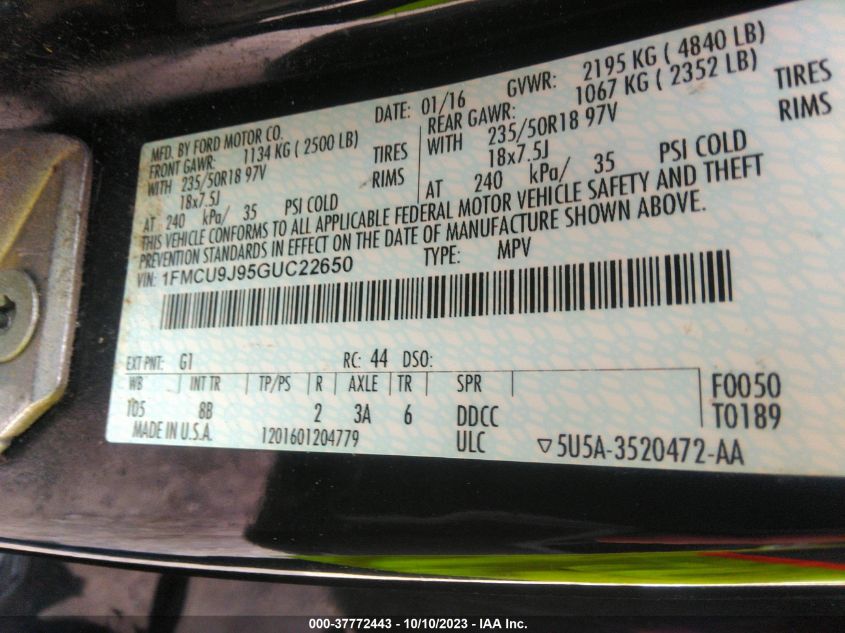 MFD. BY FORD MOTOR CO. DATE: 01/16 GVWR: 2195 KG ( 4840 LB)
FRONT GAWR: 1134 KG ( 2500 LB) REAR GAWR: 1067 KG ( 2352 LB)
WITH 235/50R18 97V TIRES WITH 235/50R18 97V TIRES
18x7.5J RIMS 18x7.5J RIMS
AT 240 kPa/ 35 PSI COLD AT 240 kPa/ 35 PSI COLD
THIS VEHICLE CONFORMS TO ALL APPLICABLE FEDERAL MOTOR VEHICLE SAFETY AND THEFT
PREVENTION STANDARDS IN EFFECT ON THE DATE OF MANUFACTURE SHOWN ABOVE.
VIN: 1FMCU9J95GUC22650 TYPE: MPV
EXT PNT: G1 RC: 44 DSO:
WB INT TR TP/PS R AXLE TR SPR F0050
105 8B 2 3A 6 DDCC T0189
MADE IN U.S.A. 1201601204779 ULC ▽5U5A-3520472-AA
000-37772443 - 10/10/2023 - IAA Inc.